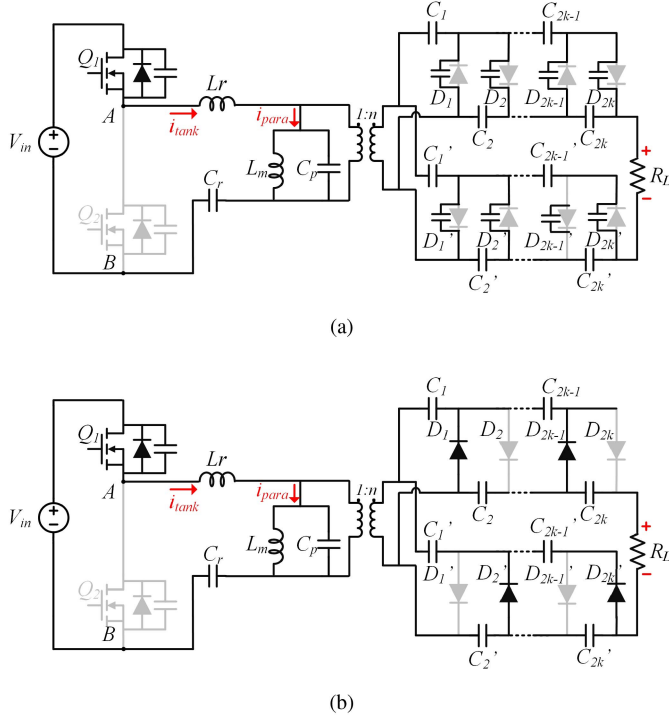 C1 C2k-1
Q1
D1 D2 D2k-1 D2k
A Lr
itank ipara 1:n
C2 C2k
Vin
Lm Cp
C1' C2k-1'
+
RL
-
Cr
Q2
D1' D2' D2k-1' D2k'
B
C2' C2k'
(a)
C1 C2k-1
Q1
D1 D2 D2k-1 D2k
A Lr
itank ipara 1:n
C2 C2k
Vin
Lm Cp
C1' C2k-1'
+
RL
-
Cr
D1' D2' D2k-1' D2k'
Q2
B
C2' C2k'
(b)